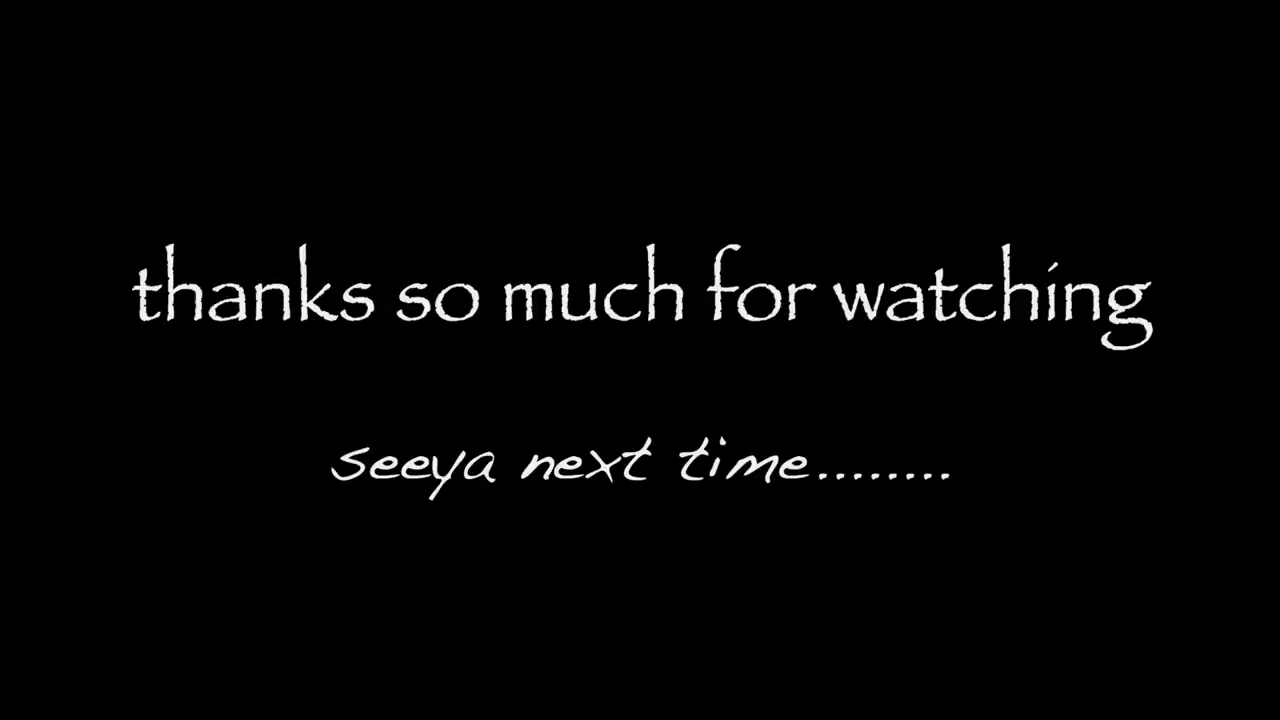 thanks so much for watching
seeya next time........